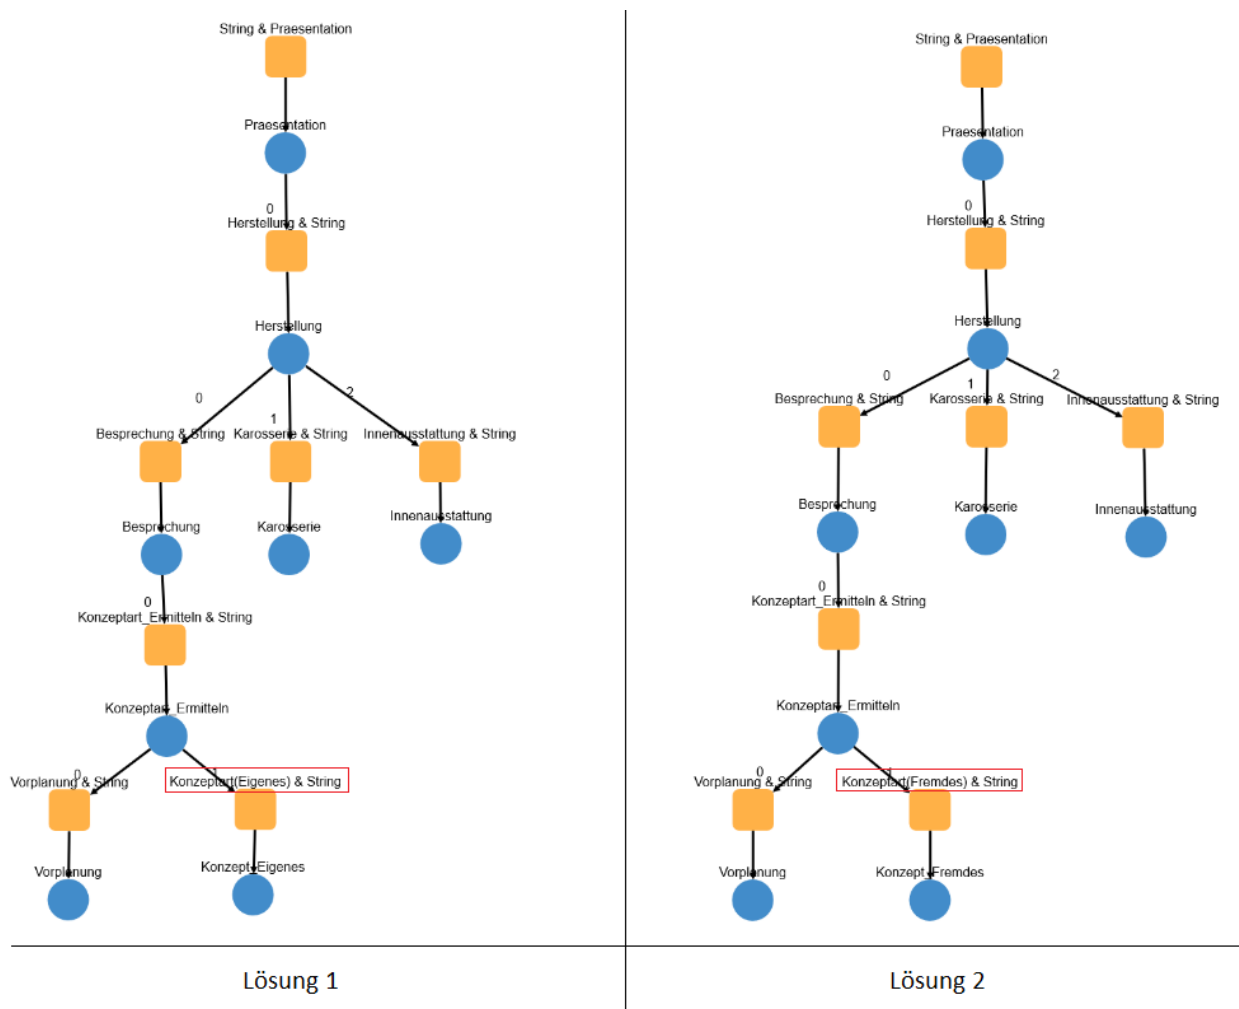 String & Praesentation
Praesentation
0
Herstellung & String
Herstellung
0
1
2
Besprechung & String
Karosserie & String
Innenausstattung & String
Besprechung
Karosserie
Innenausstattung
0
Konzeptart_Ermitteln & String
Konzeptart_Ermitteln
0
1
Vorplanung & String
Konzeptart(Eigenes) & String
Vorplanung
Konzept_Eigenes
Lösung 1
String & Praesentation
Praesentation
0
Herstellung & String
Herstellung
0
1
2
Besprechung & String
Karosserie & String
Innenausstattung & String
Besprechung
Karosserie
Innenausstattung
0
Konzeptart_Ermitteln & String
Konzeptart_Ermitteln
0
1
Vorplanung & String
Konzeptart(Fremdes) & String
Vorplanung
Konzept_Fremdes
Lösung 2